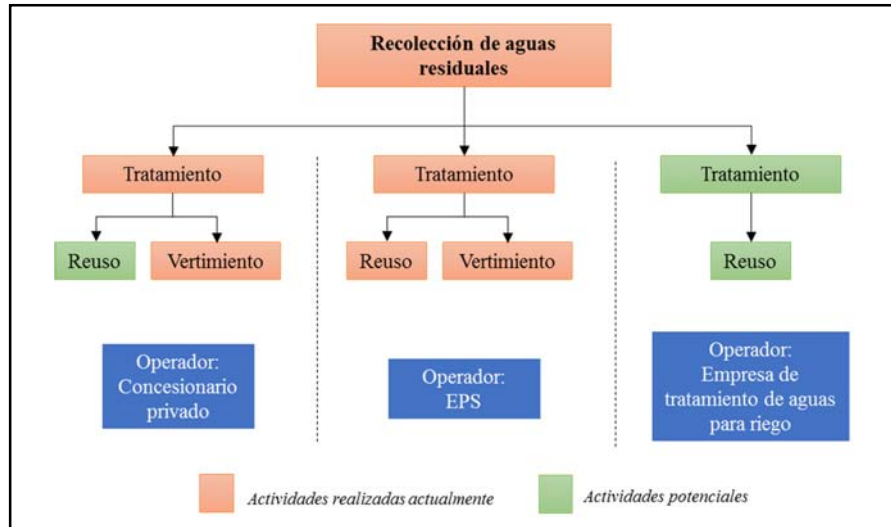 Recolección de aguas
residuales
Tratamiento
Tratamiento
Tratamiento
Reuso
Vertimiento
Reuso
Vertimiento
Reuso
Operador:
Concesionario
privado
Operador:
EPS
Operador:
Empresa de
tratamiento de aguas
para riego
Actividades realizadas actualmente
Actividades potenciales